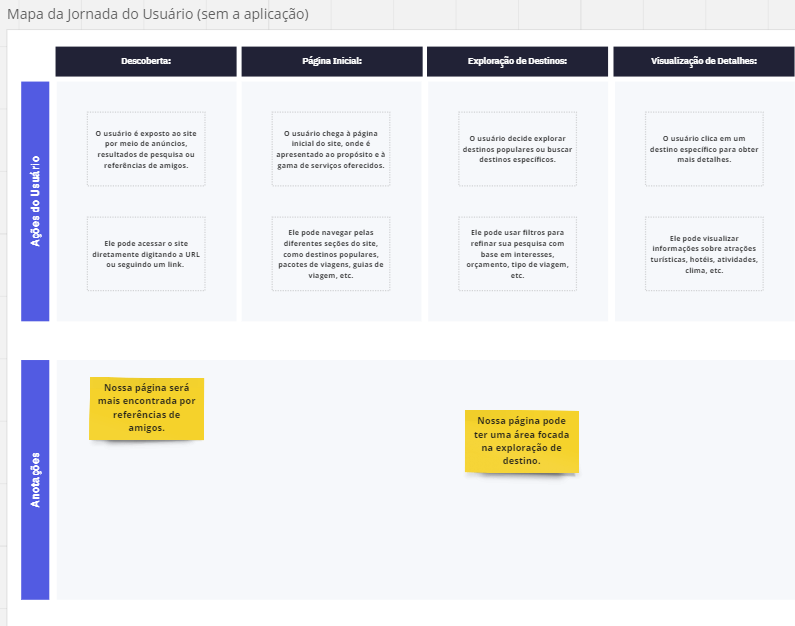 Mapa da Jornada do Usuário (sem a aplicação)
Descoberta:
Página Inicial:
Exploração de Destinos:
Visualização de Detalhes:
Ações do Usuário
O usuário é exposto ao site
por meio de anúncios,
resultados de pesquisa ou
referências de amigos.
O usuário chega à página
inicial do site, onde é
apresentado ao propósito e à
gama de serviços oferecidos.
O usuário decide explorar
destinos populares ou buscar
destinos específicos.
O usuário clica em um
destino específico para obter
mais detalhes.
Ele pode acessar o site
diretamente digitando a URL
ou seguindo um link.
Ele pode navegar pelas
diferentes seções do site,
como destinos populares,
pacotes de viagens, guias de
viagem, etc.
Ele pode usar filtros para
refinar sua pesquisa com
base em interesses,
orçamento, tipo de viagem,
etc.
Ele pode visualizar
informações sobre atrações
turísticas, hotéis, atividades,
clima, etc.
Anotações
Nossa página será
mais encontrada por
referências de
amigos.
Nossa página pode
ter uma área focada
na exploração de
destino.